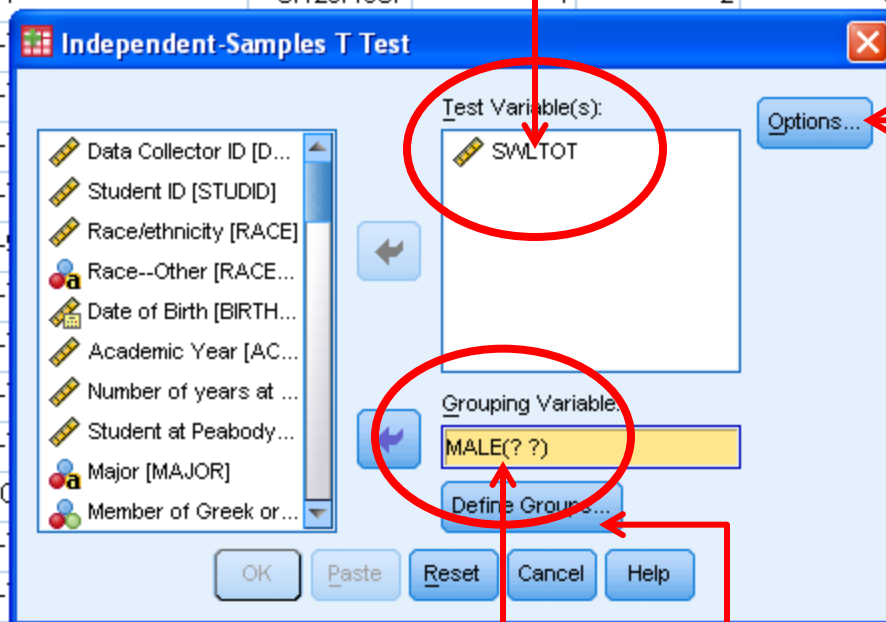 Independent-Samples T Test
Test Variable(s):
Options...
Data Collector ID [D...
Student ID [STUDID]
Race/ethnicity [RACE]
Race--Other [RACE...
Date of Birth [BIRTH...
Academic Year [AC...
Number of years at ...
Student at Peabody...
Major [MAJOR]
Member of Greek or...
SWLTOT
Grouping Variable:
MALE(? ?)
Define Groups...
OK
Paste
Reset
Cancel
Help